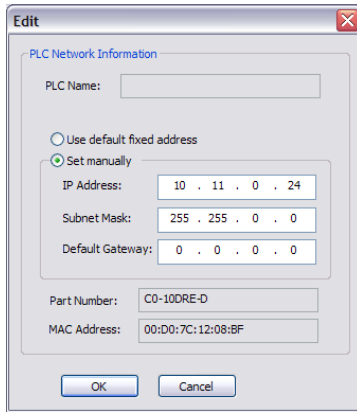 Edit
PLC Network Information
PLC Name:
Use default fixed address
Set manually
IP Address: 10 . 11 . 0 . 24
Subnet Mask: 255 . 255 . 0 . 0
Default Gateway: 0 . 0 . 0 . 0
Part Number: C0-10DRE-D
MAC Address: 00:D0:7C:12:08:BF
OK Cancel